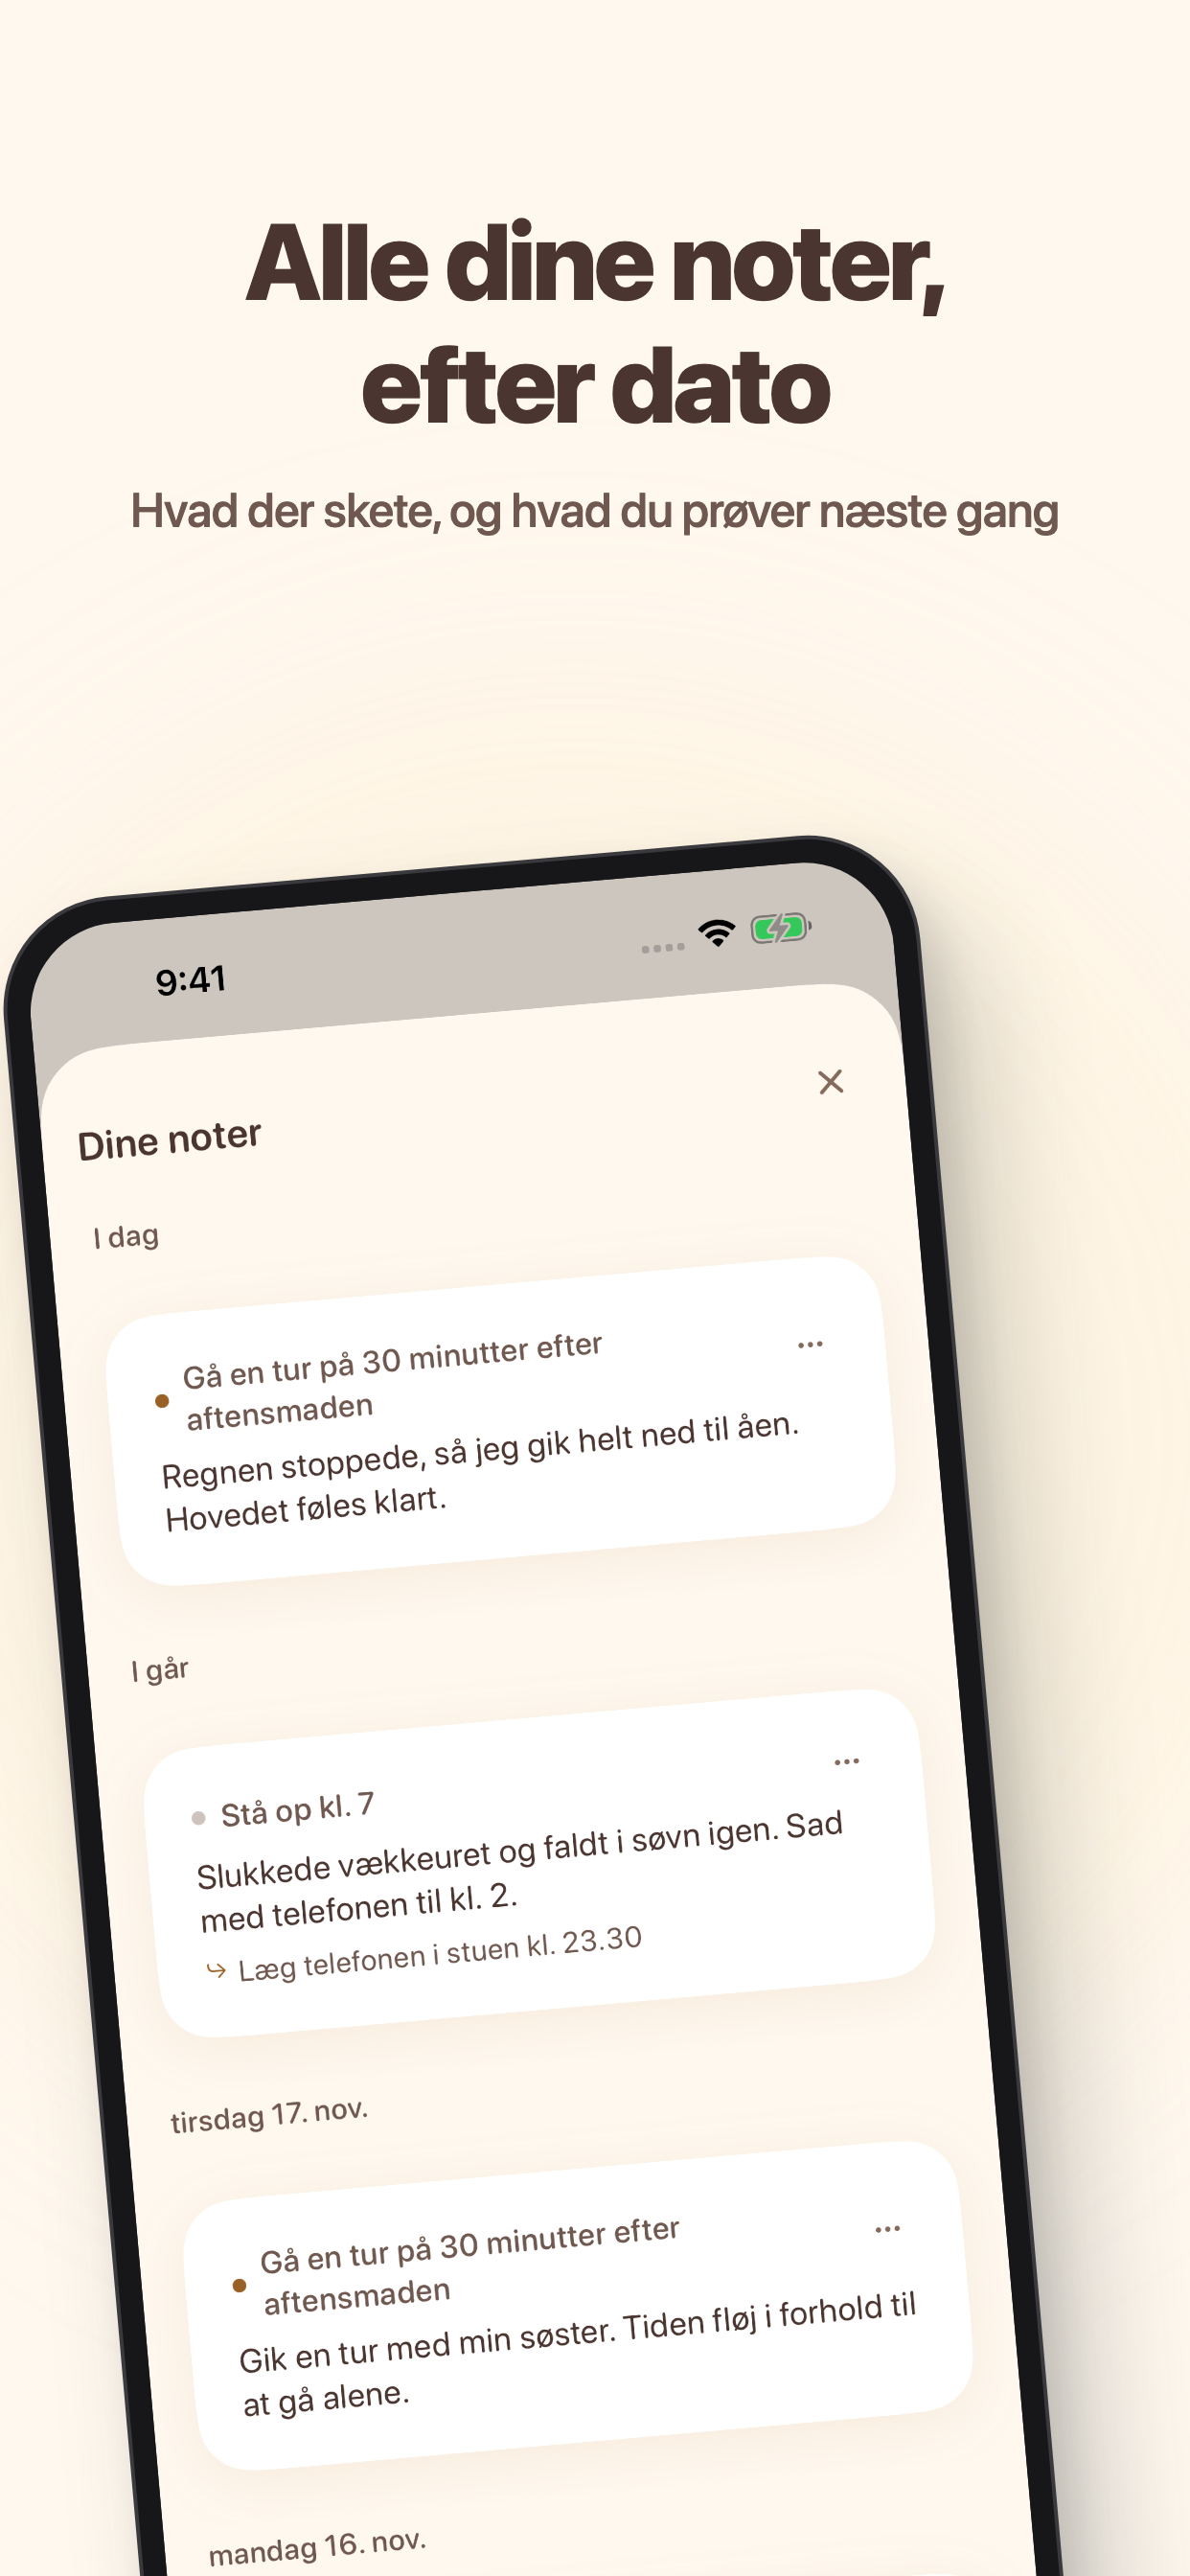 Alle dine noter,
efter dato
Hvad der skete, og hvad du prøver næste gang
9:41
Dine noter
I dag
Gå en tur på 30 minutter efter
aftensmaden
Regnen stoppede, så jeg gik helt ned til åen.
Hovedet føles klart.
I går
Stå op kl. 7
Slukkede vækkeuret og faldt i søvn igen. Sad
med telefonen til kl. 2.
Læg telefonen i stuen kl. 23.30
tirsdag 17. nov.
Gå en tur på 30 minutter efter
aftensmaden
Gik en tur med min søster. Tiden fløj i forhold til
at gå alene.
mandag 16. nov.